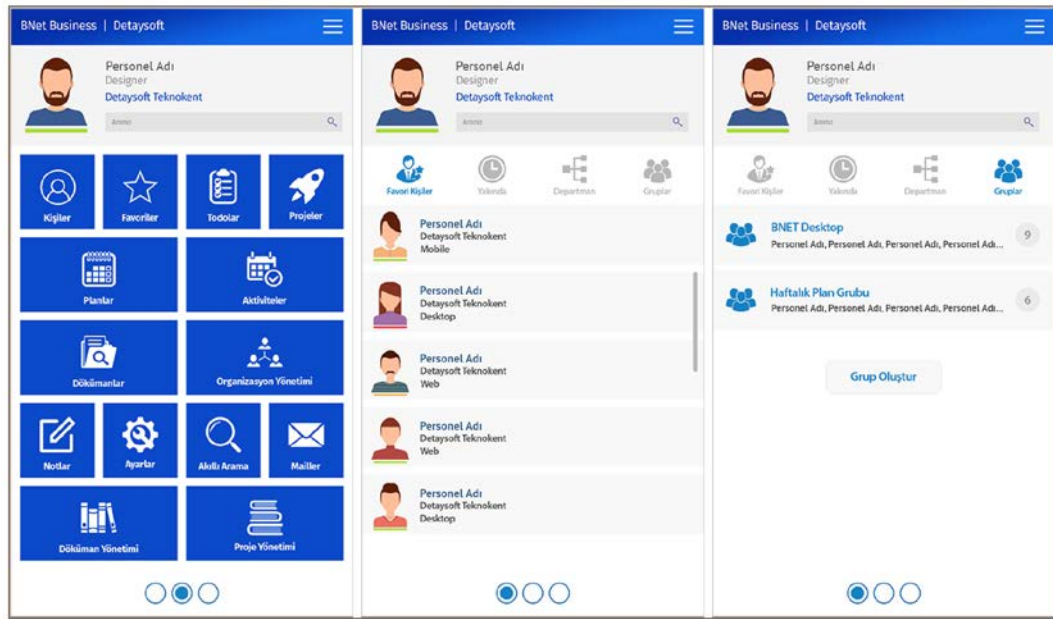 BNet Business | Detaysoft
Personel Adı
Designer
Detaysoft Teknokent
Arama
Kişiler
Favoriler
Todolar
Projeler
Planlar
Aktiviteler
Dökümanlar
Organizasyon Yönetimi
Notlar
Ayarlar
Akıllı Arama
Mailler
Döküman Yönetimi
Proje Yönetimi
BNet Business | Detaysoft
Personel Adı
Designer
Detaysoft Teknokent
Arama
Favori Kişiler
Yakında
Departman
Gruplar
Personel Adı
Detaysoft Teknokent
Mobile
Personel Adı
Detaysoft Teknokent
Desktop
Personel Adı
Detaysoft Teknokent
Web
Personel Adı
Detaysoft Teknokent
Web
Personel Adı
Detaysoft Teknokent
Desktop
BNet Business | Detaysoft
Personel Adı
Designer
Detaysoft Teknokent
Arama
Favori Kişiler
Yakında
Departman
Gruplar
BNET Desktop
Personel Adı, Personel Adı, Personel Adı, Personel Adı...
9
Haftalık Plan Grubu
Personel Adı, Personel Adı, Personel Adı, Personel Adı...
6
Grup Oluştur